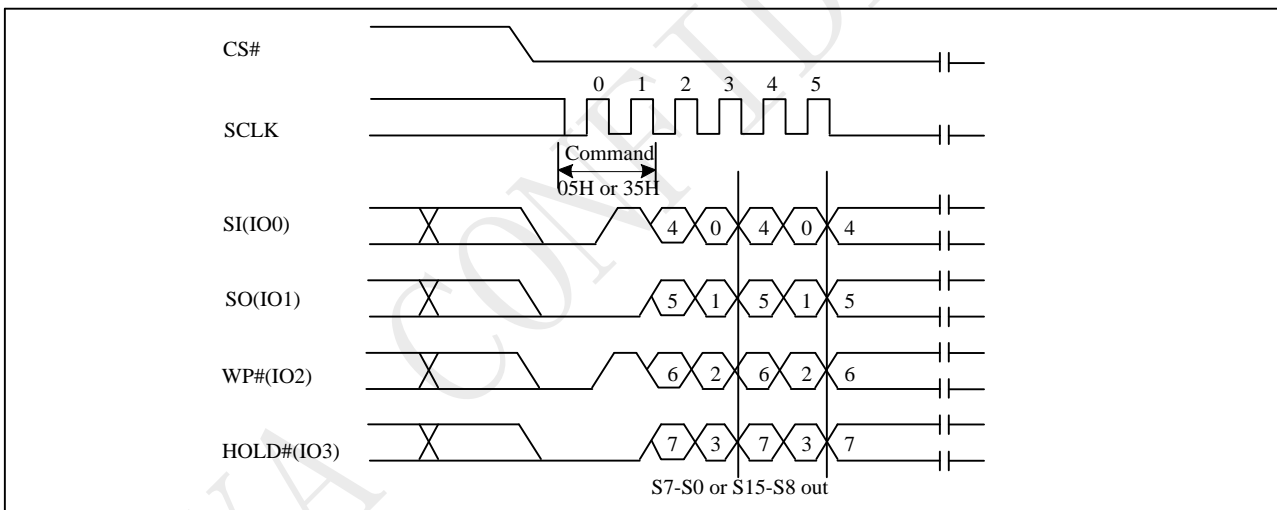 CS#
0 1 2 3 4 5
SCLK
Command
05H or 35H
SI(IO0) 4 0 4 0 4
SO(IO1) 5 1 5 1 5
WP#(IO2) 6 2 6 2 6
HOLD#(IO3) 7 3 7 3 7
S7-S0 or S15-S8 out